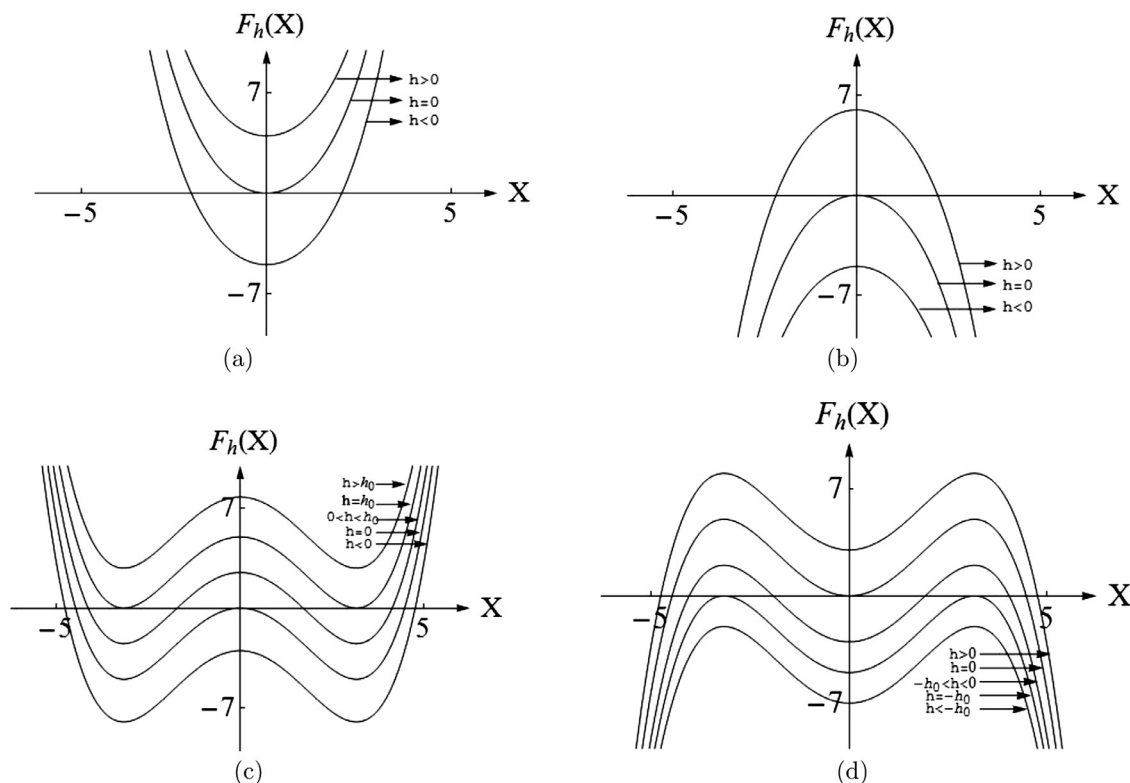 F_h(X)
7
h>0
h=0
h<0
−5
5
X
−7
(a)
F_h(X)
7
−5
5
X
h>0
h=0
−7
h<0
(b)
F_h(X)
h>h_0
7
h=h_0
0<h<h_0
h=0
h<0
−5
5
X
−7
(c)
F_h(X)
7
−5
5
X
h>0
h=0
−h_0<h<0
−7
h=−h_0
h<−h_0
(d)